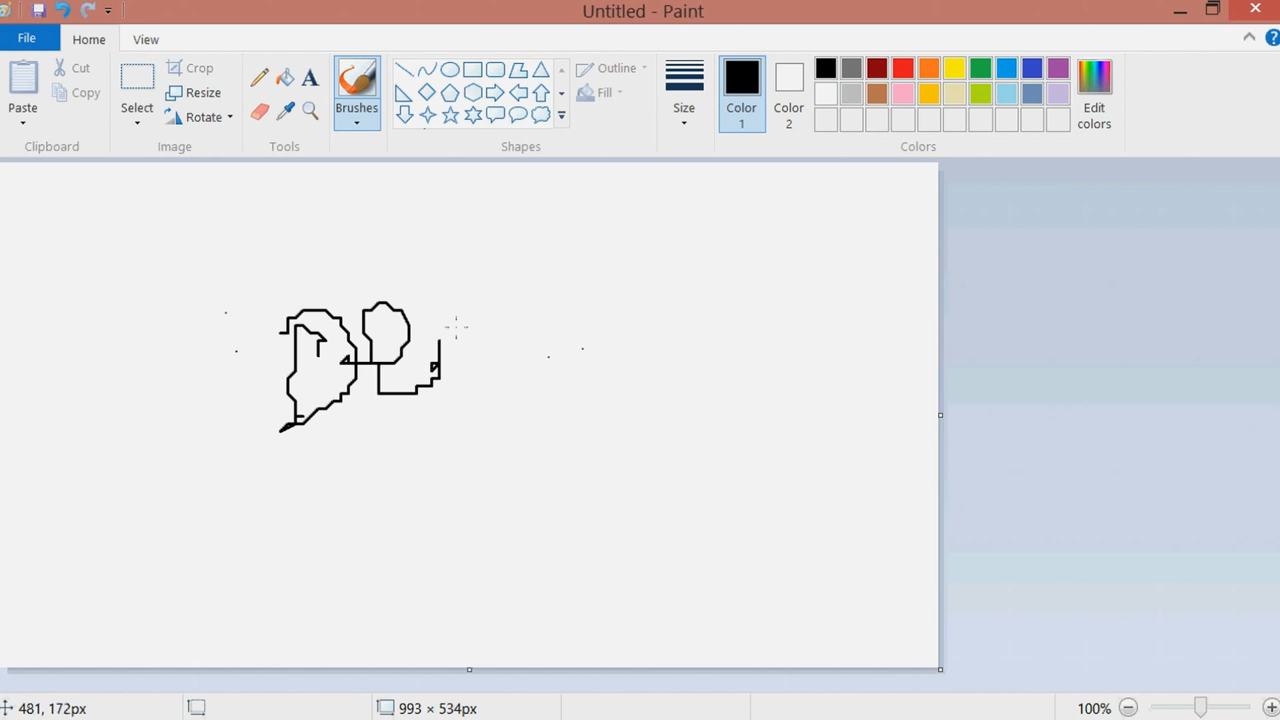 Untitled - Paint
File
Home
View
Paste
Cut
Copy
Clipboard
Select
Crop
Resize
Rotate
Image
Tools
Brushes
Shapes
Outline
Fill
Size
Color
1
Color
2
Edit
colors
Colors
De
481, 172px
993 × 534px
100%